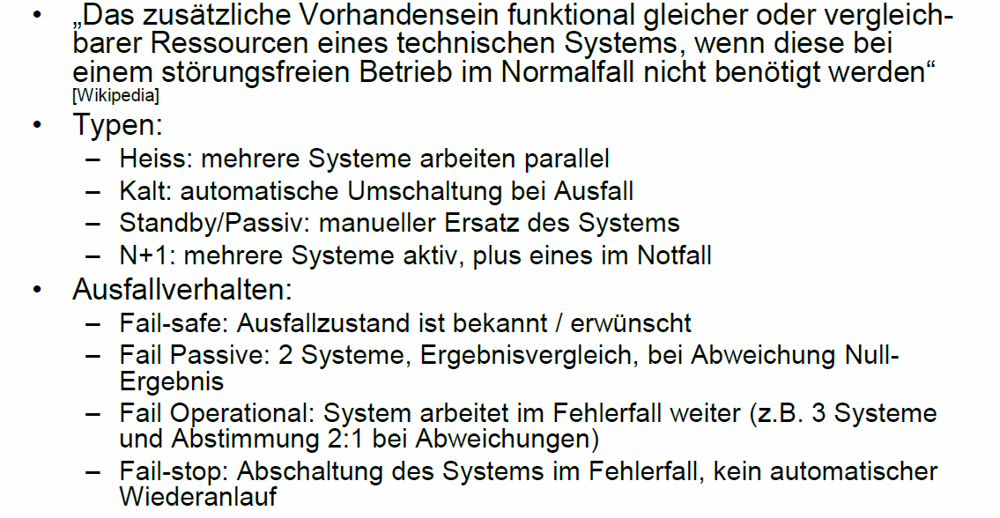 • „Das zusätzliche Vorhandensein funktional gleicher oder vergleich-
barer Ressourcen eines technischen Systems, wenn diese bei
einem störungsfreien Betrieb im Normalfall nicht benötigt werden“
[Wikipedia]
• Typen:
– Heiss: mehrere Systeme arbeiten parallel
– Kalt: automatische Umschaltung bei Ausfall
– Standby/Passiv: manueller Ersatz des Systems
– N+1: mehrere Systeme aktiv, plus eines im Notfall
• Ausfallverhalten:
– Fail-safe: Ausfallzustand ist bekannt / erwünscht
– Fail Passive: 2 Systeme, Ergebnisvergleich, bei Abweichung Null-
Ergebnis
– Fail Operational: System arbeitet im Fehlerfall weiter (z.B. 3 Systeme
und Abstimmung 2:1 bei Abweichungen)
– Fail-stop: Abschaltung des Systems im Fehlerfall, kein automatischer
Wiederanlauf